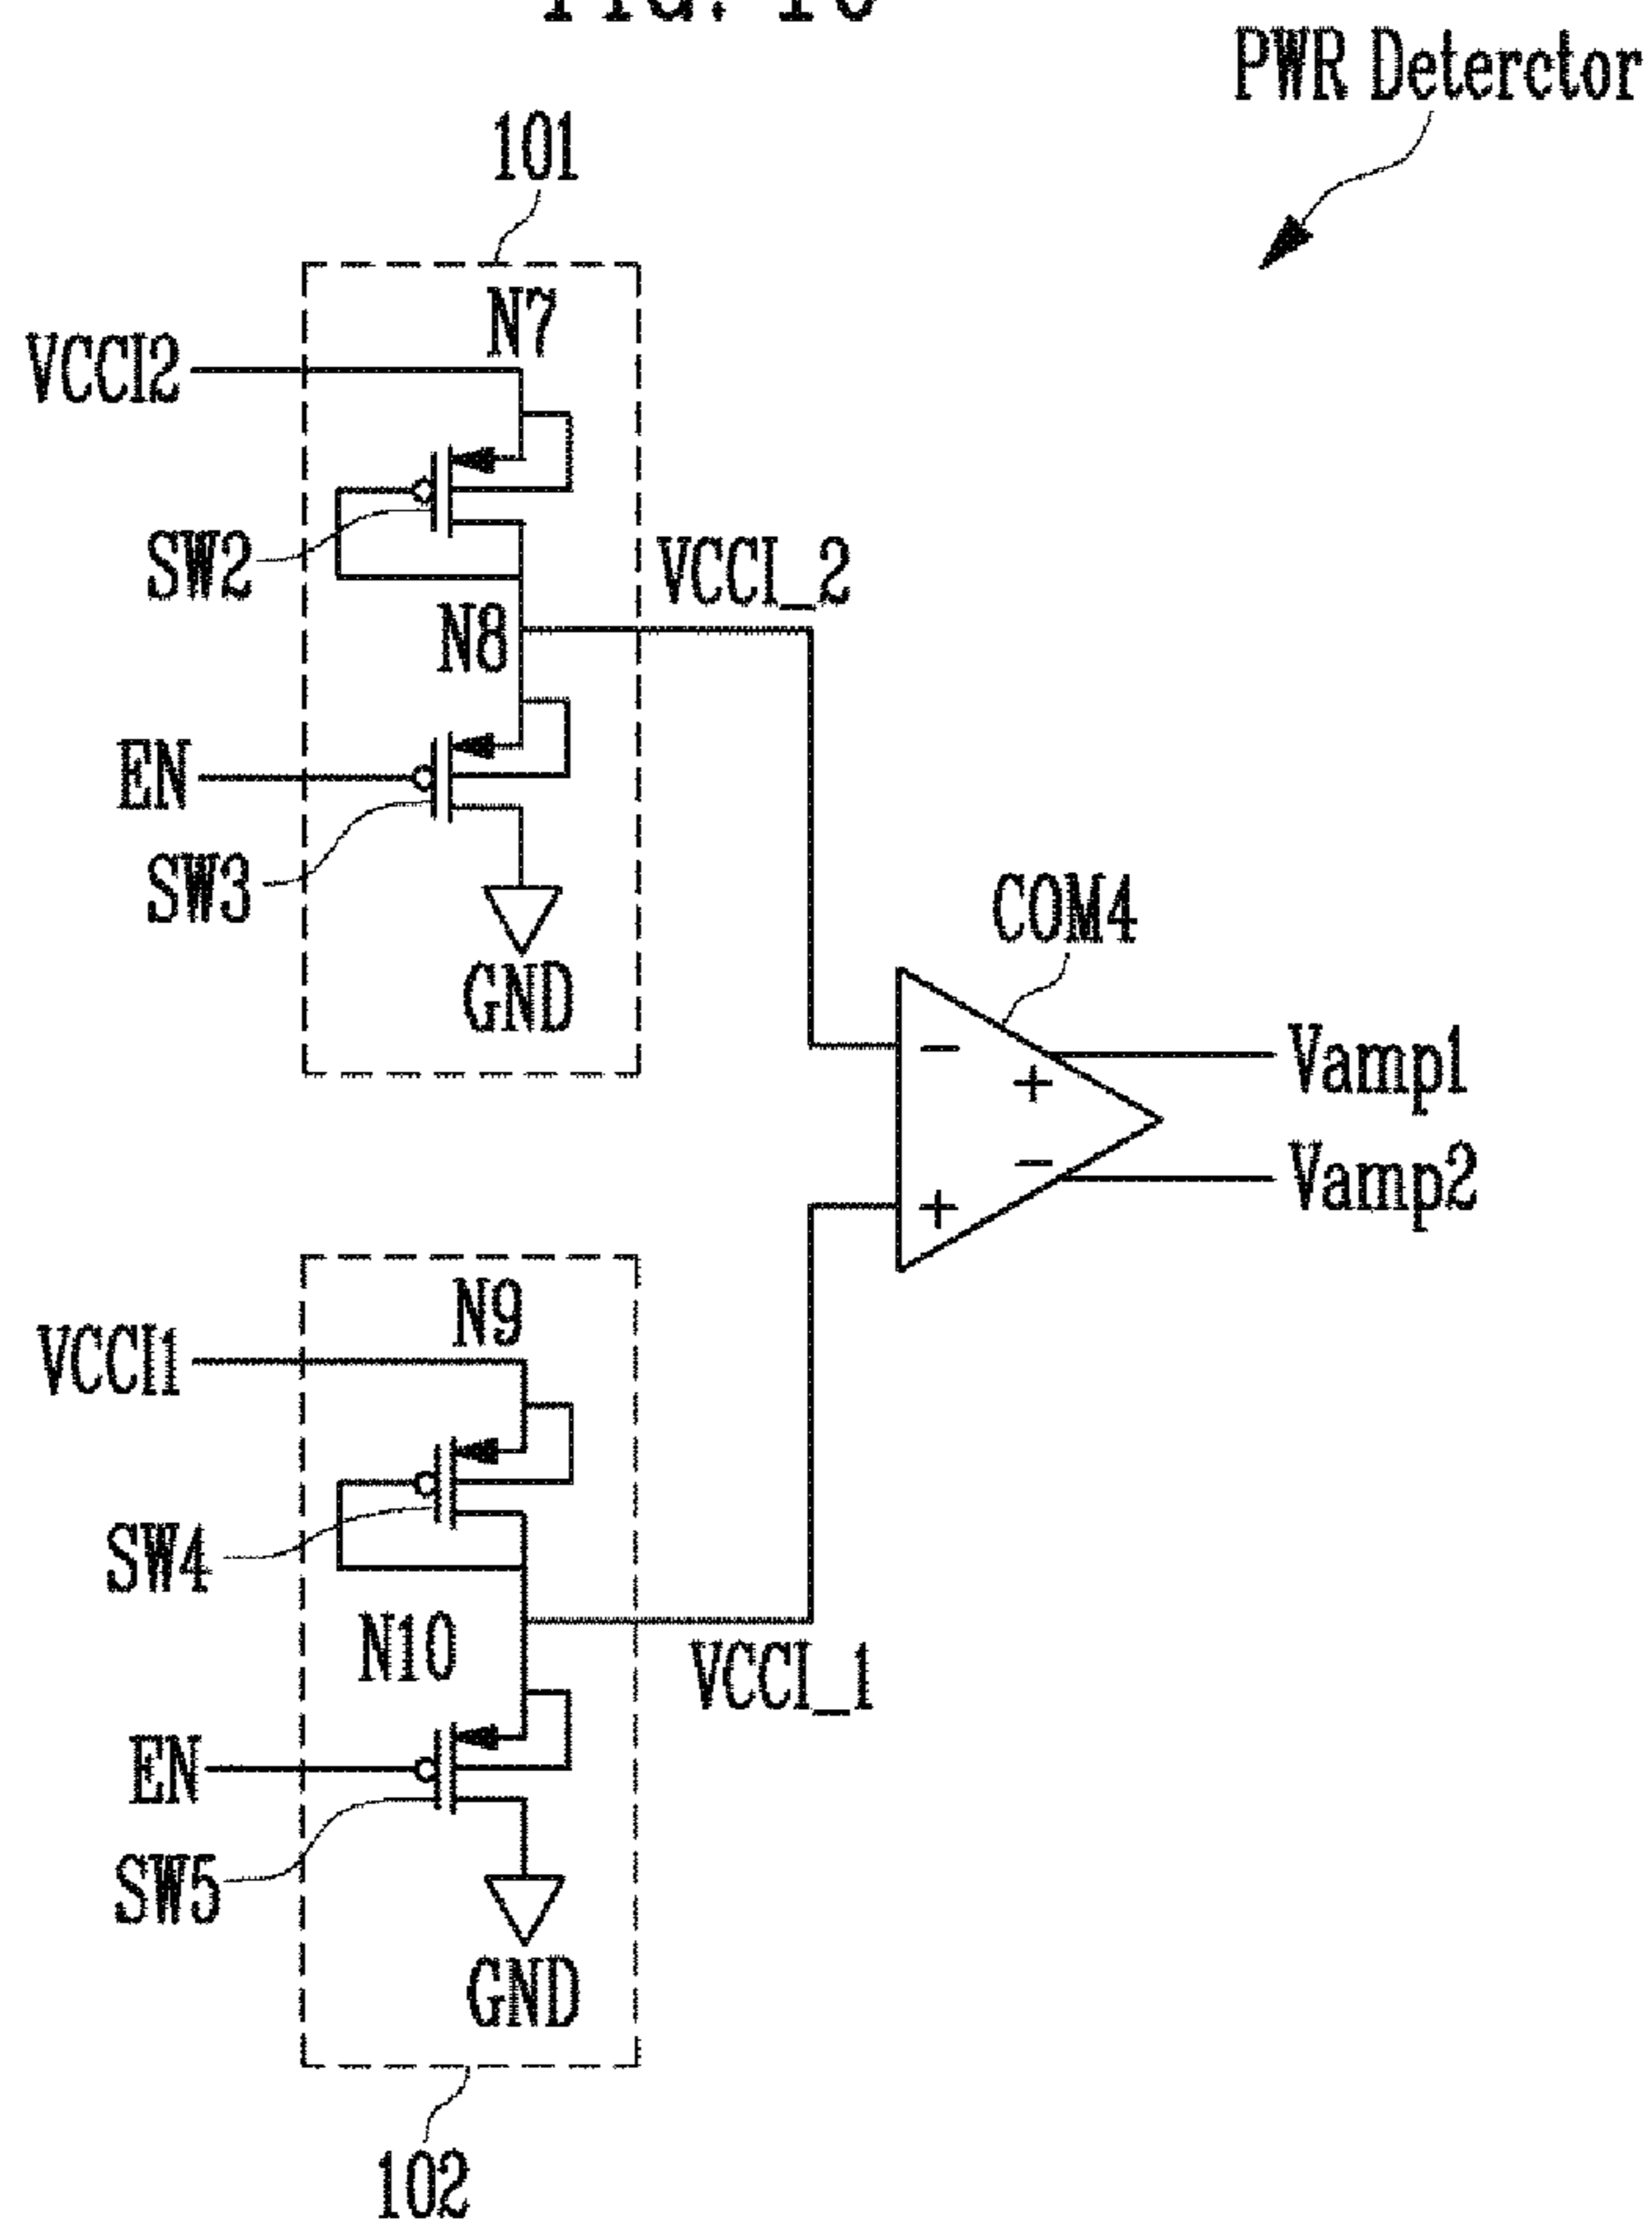 PWR Deterctor
101
N7
VCCI2
SW2
VCCI_2
N8
EN
SW3
GND
COM4
-
+
Vamp1
-
Vamp2
+
N9
VCCI1
SW4
N10
VCCI_1
EN
SW5
GND
102